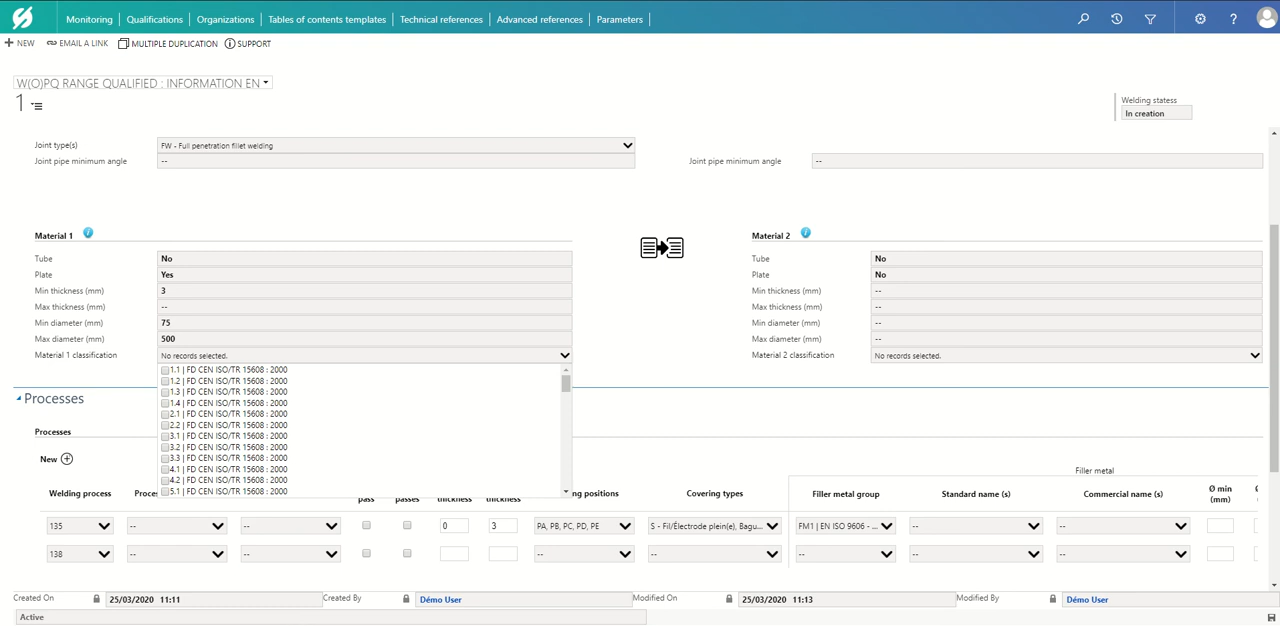 Monitoring Qualifications Organizations Tables of contents templates Technical references Advanced references Parameters ?
NEW EMAIL A LINK MULTIPLE DUPLICATION SUPPORT
W(O)PQ RANGE QUALIFIED : INFORMATION EN
1
Welding statess
In creation
Joint type(s) FW - Full penetration fillet welding
Joint pipe minimum angle -- Joint pipe minimum angle --
Material 1 Material 2
Tube No Tube No
Plate Yes Plate No
Min thickness (mm) 3 Min thickness (mm) --
Max thickness (mm) -- Max thickness (mm) --
Min diameter (mm) 75 Min diameter (mm) --
Max diameter (mm) 500 Max diameter (mm) --
Material 1 classification No records selected. Material 2 classification No records selected.
1.1 | FD CEN ISO/TR 15608 : 2000
1.2 | FD CEN ISO/TR 15608 : 2000
1.3 | FD CEN ISO/TR 15608 : 2000
1.4 | FD CEN ISO/TR 15608 : 2000
2.1 | FD CEN ISO/TR 15608 : 2000
2.2 | FD CEN ISO/TR 15608 : 2000
3.1 | FD CEN ISO/TR 15608 : 2000
3.2 | FD CEN ISO/TR 15608 : 2000
3.3 | FD CEN ISO/TR 15608 : 2000
4.1 | FD CEN ISO/TR 15608 : 2000
4.2 | FD CEN ISO/TR 15608 : 2000
5.1 | FD CEN ISO/TR 15608 : 2000
Processes
Processes
New
Filler metal
Welding process Proces pass passes thickness thickness ng positions Covering types Filler metal group Standard name (s) Commercial name (s) Ø min (mm)
135 -- -- 0 3 PA, PB, PC, PD, PE S - Fil/Électrode plein(e), Bagu... FM1 | EN ISO 9606 - ... -- --
138 -- -- -- -- -- -- --
Created On 25/03/2020 11:11 Created By Démo User Modified On 25/03/2020 11:13 Modified By Démo User
Active